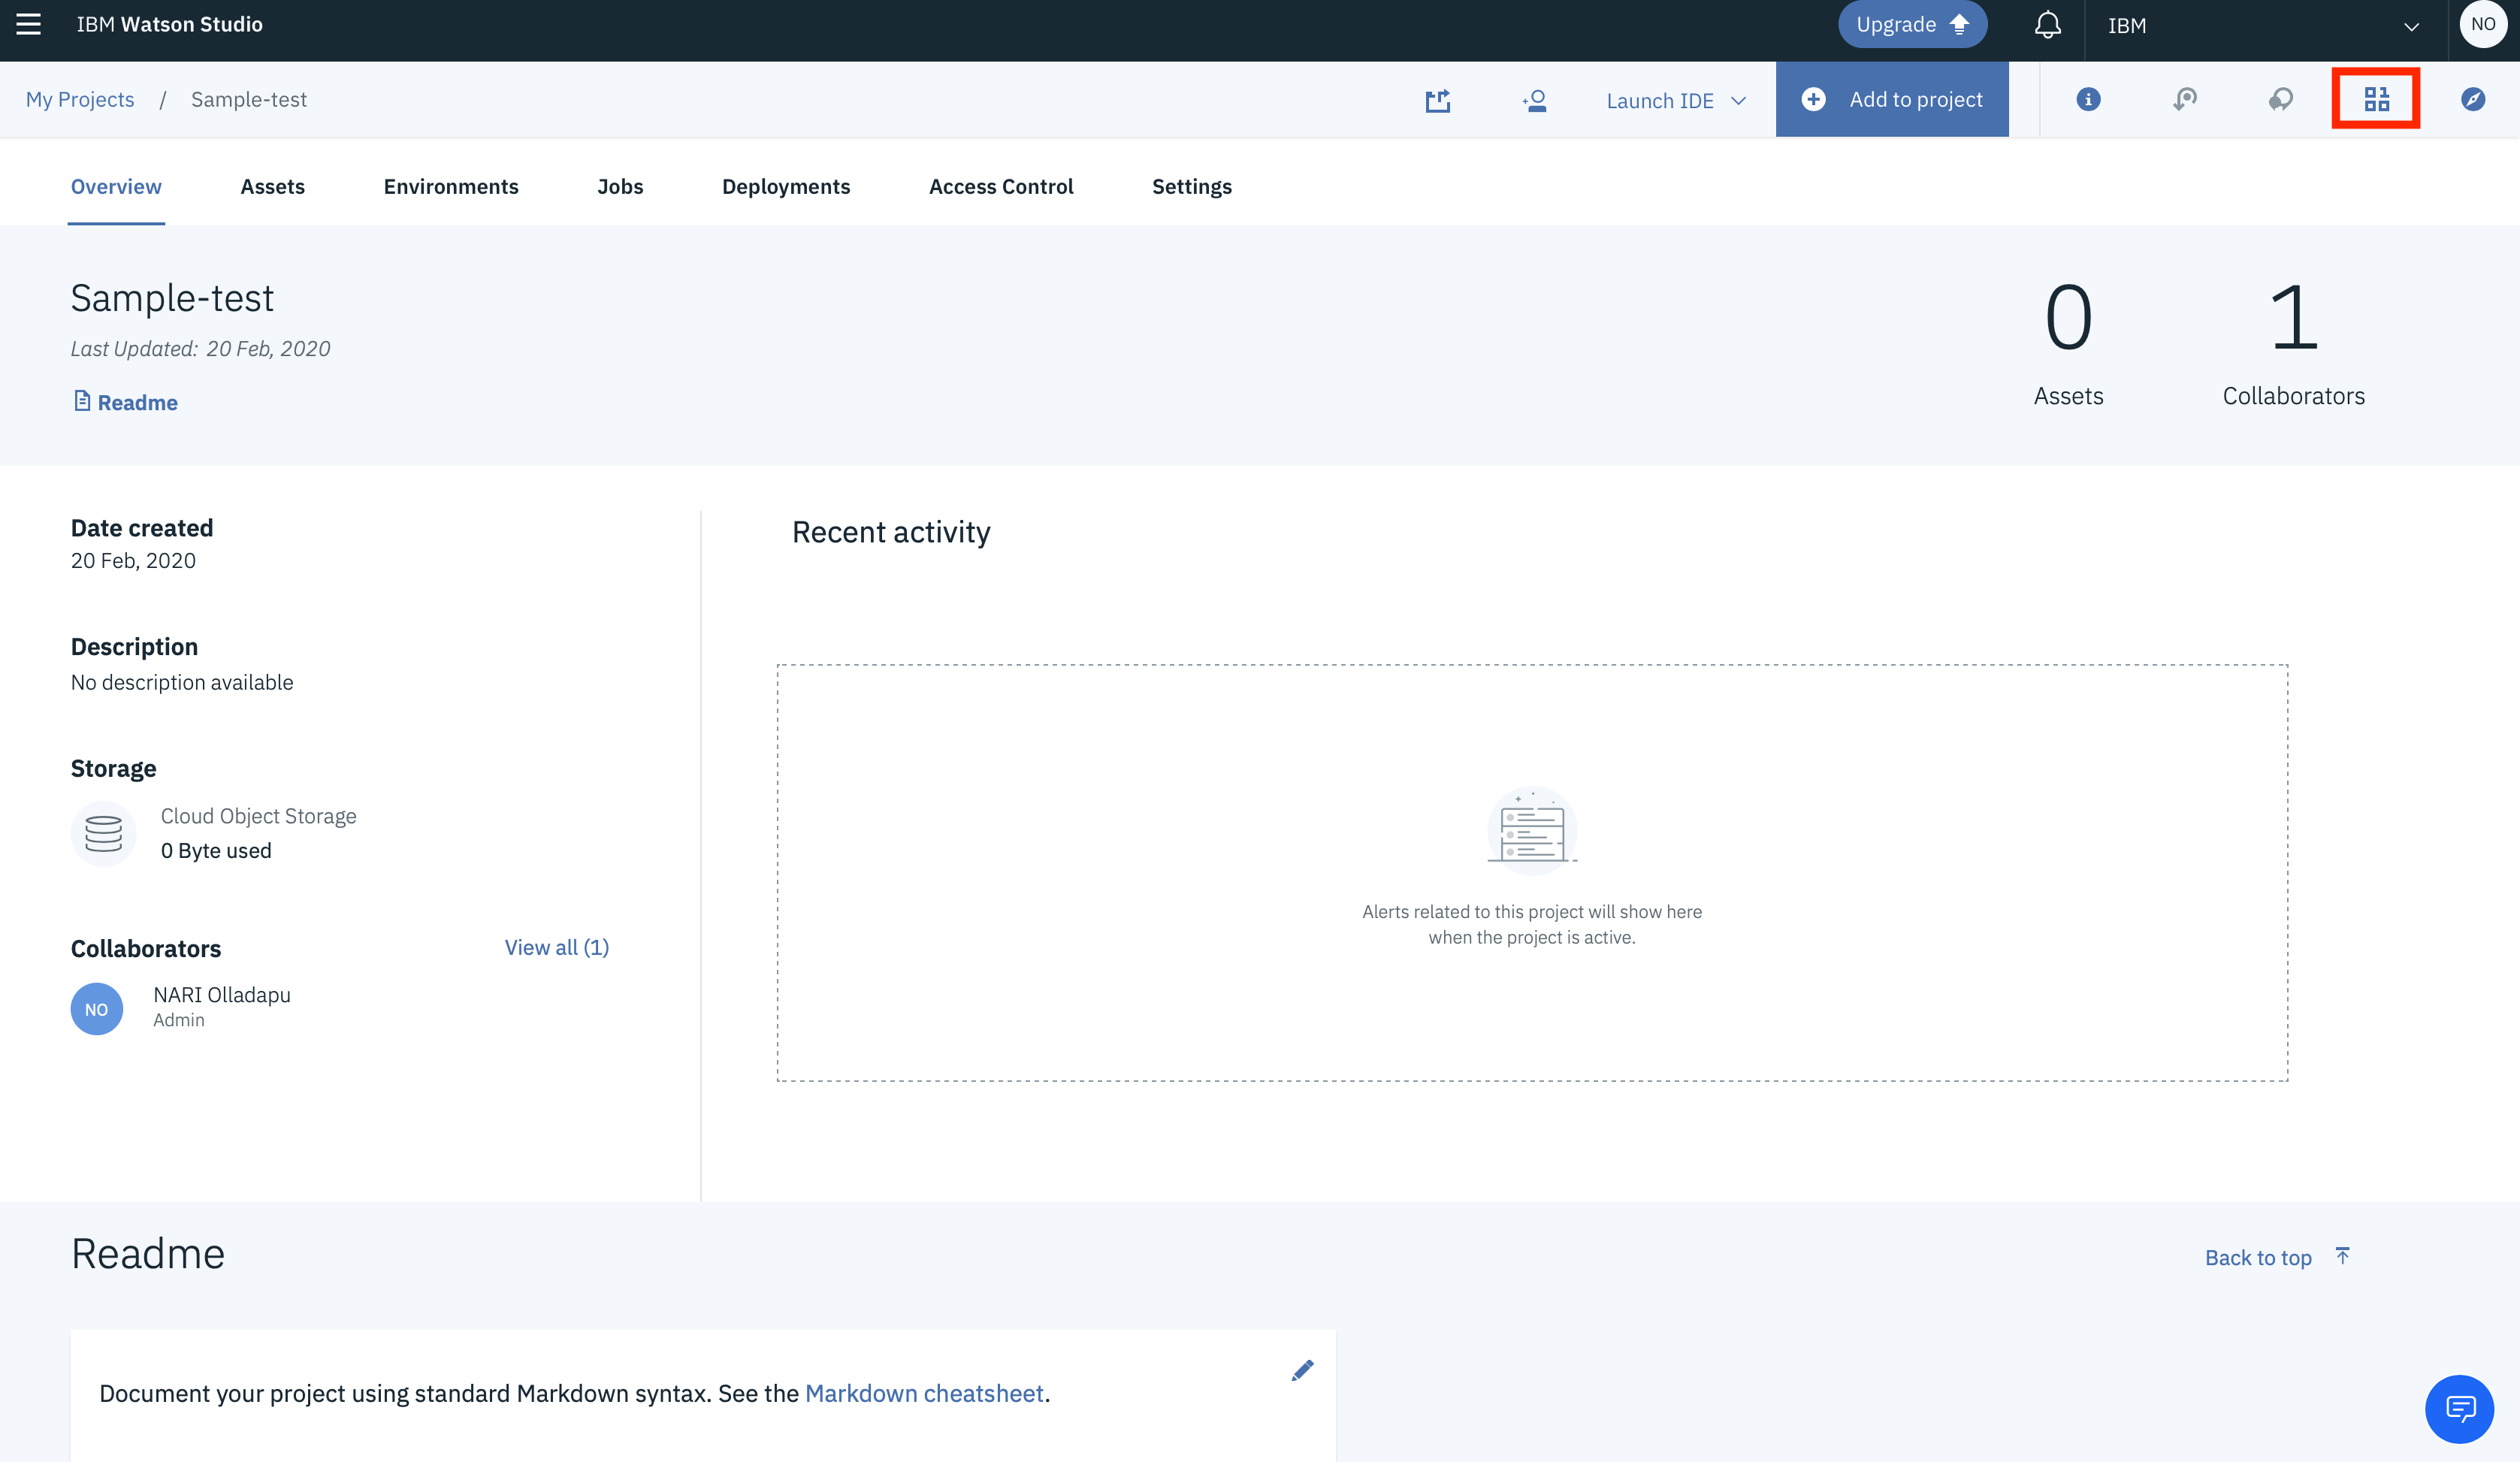 IBM Watson Studio
Upgrade
IBM
NO
My Projects / Sample-test
Launch IDE
Add to project
Overview
Assets
Environments
Jobs
Deployments
Access Control
Settings
Sample-test
Last Updated: 20 Feb, 2020
Readme
0
Assets
1
Collaborators
Date created
20 Feb, 2020
Description
No description available
Storage
Cloud Object Storage
0 Byte used
Collaborators
View all (1)
NO
NARI Olladapu
Admin
Recent activity
Alerts related to this project will show here
when the project is active.
Readme
Back to top
Document your project using standard Markdown syntax. See the Markdown cheatsheet.